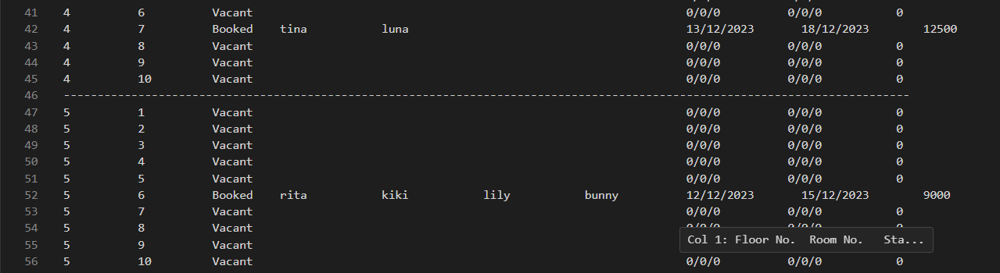 41 4 6 Vacant 0/0/0 0/0/0 0
42 4 7 Booked tina luna 13/12/2023 18/12/2023 12500
43 4 8 Vacant 0/0/0 0/0/0 0
44 4 9 Vacant 0/0/0 0/0/0 0
45 4 10 Vacant 0/0/0 0/0/0 0
46 -----------------------------------------------------------------------------------------------------------------------------
47 5 1 Vacant 0/0/0 0/0/0 0
48 5 2 Vacant 0/0/0 0/0/0 0
49 5 3 Vacant 0/0/0 0/0/0 0
50 5 4 Vacant 0/0/0 0/0/0 0
51 5 5 Vacant 0/0/0 0/0/0 0
52 5 6 Booked rita kiki lily bunny 12/12/2023 15/12/2023 9000
53 5 7 Vacant 0/0/0 0/0/0 0
54 5 8 Vacant 0/0/0 0/0/0 0
55 5 9 Vacant
Col 1: Floor No. Room No. Sta...
56 5 10 Vacant 0/0/0 0/0/0 0